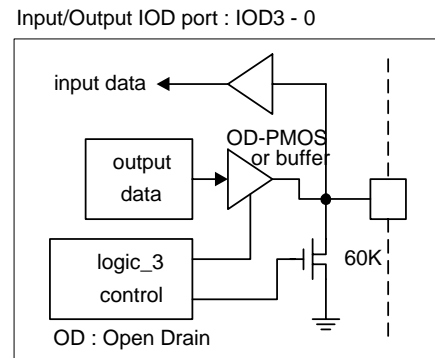 Input/Output IOD port : IOD3 - 0
input data
OD-PMOS
or buffer
output
data
logic_3
control
60K
OD : Open Drain